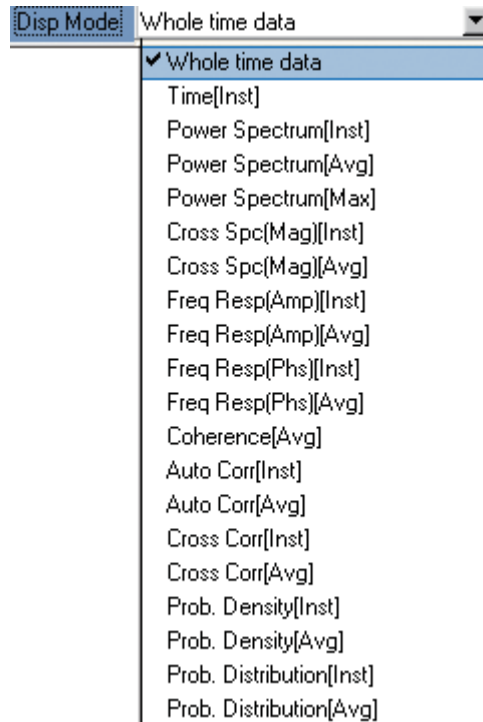 Disp Mode Whole time data
Whole time data
Time[Inst]
Power Spectrum[Inst]
Power Spectrum[Avg]
Power Spectrum[Max]
Cross Spc(Mag)[Inst]
Cross Spc(Mag)[Avg]
Freq Resp(Amp)[Inst]
Freq Resp(Amp)[Avg]
Freq Resp(Phs)[Inst]
Freq Resp(Phs)[Avg]
Coherence[Avg]
Auto Corr[Inst]
Auto Corr[Avg]
Cross Corr[Inst]
Cross Corr[Avg]
Prob. Density[Inst]
Prob. Density[Avg]
Prob. Distribution[Inst]
Prob. Distribution[Avg]